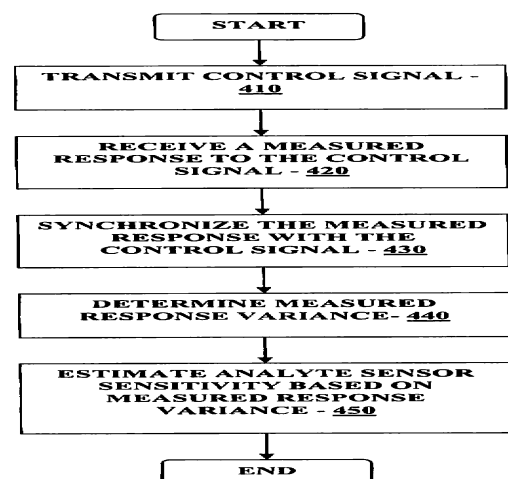 START
TRANSMIT CONTROL SIGNAL -
410
RECEIVE A MEASURED
RESPONSE TO THE CONTROL
SIGNAL - 420
SYNCHRONIZE THE MEASURED
RESPONSE WITH THE
CONTROL SIGNAL - 430
DETERMINE MEASURED
RESPONSE VARIANCE- 440
ESTIMATE ANALYTE SENSOR
SENSITIVITY BASED ON
MEASURED RESPONSE
VARIANCE - 450
END